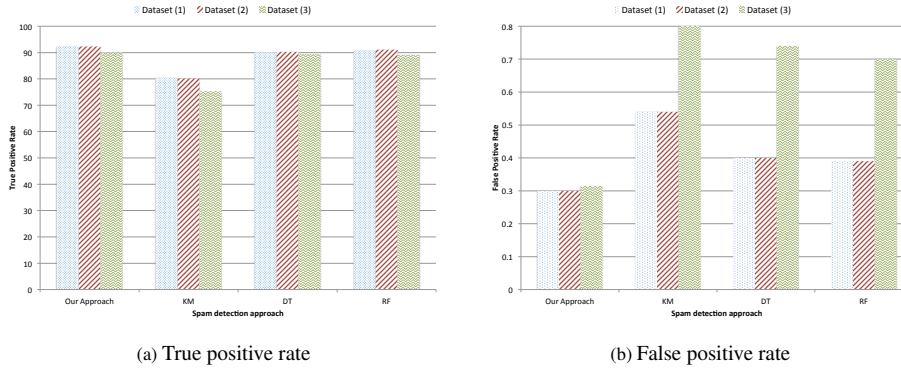 Dataset (1) Dataset (2) Dataset (3)
100
90
80
70
60
50
40
30
20
10
0
True Positive Rate
Our Approach KM DT RF
Spam detection approach
(a) True positive rate
Dataset (1) Dataset (2) Dataset (3)
0.8
0.7
0.6
0.5
0.4
0.3
0.2
0.1
0
False Positive Rate
Our Approach KM DT RF
Spam detection approach
(b) False positive rate